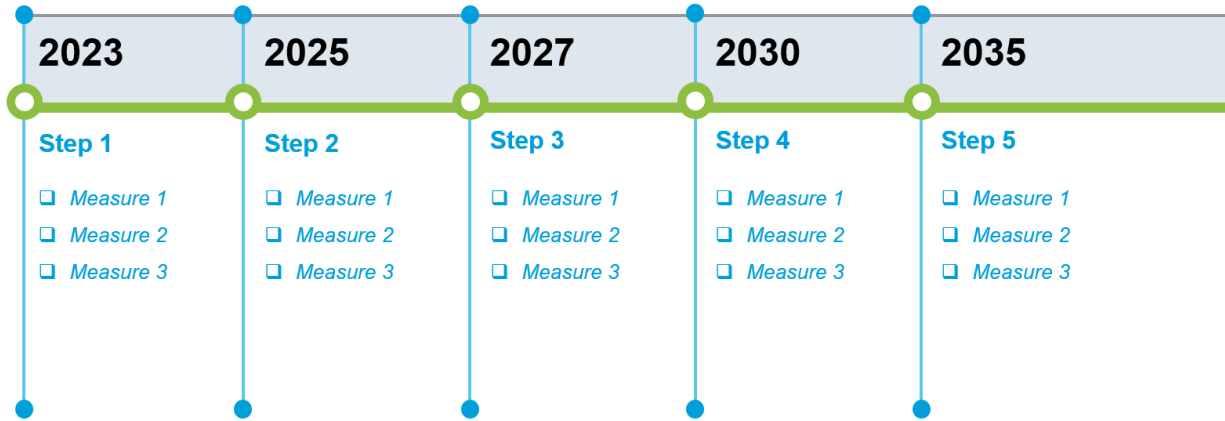 2023
Step 1
Measure 1
Measure 2
Measure 3
2025
Step 2
Measure 1
Measure 2
Measure 3
2027
Step 3
Measure 1
Measure 2
Measure 3
2030
Step 4
Measure 1
Measure 2
Measure 3
2035
Step 5
Measure 1
Measure 2
Measure 3